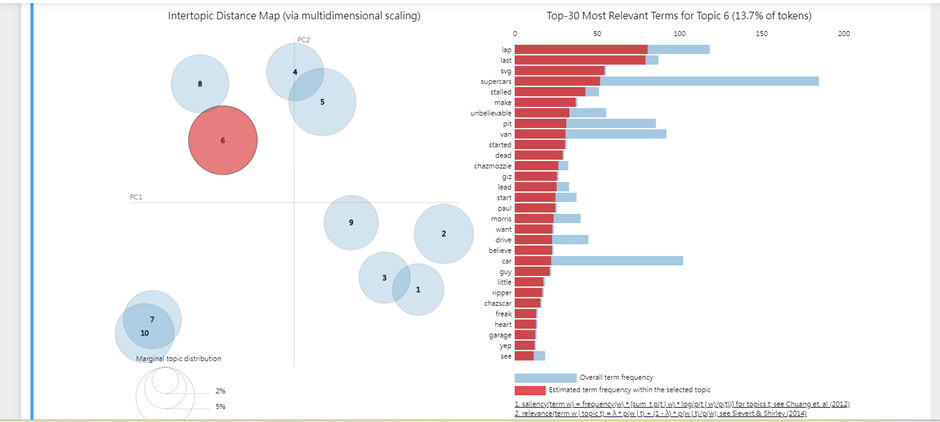 Intertopic Distance Map (via multidimensional scaling)
PC2
PC1
8
4
5
6
9
2
3
1
7
10
Marginal topic distribution
2%
5%
Top-30 Most Relevant Terms for Topic 6 (13.7% of tokens)
0 50 100 150 200
lap
last
svg
supercars
stalled
make
unbelievable
pit
van
started
dead
chazmozzie
giz
lead
start
paul
morris
want
drive
believe
car
guy
little
ripper
chazscar
freak
heart
garage
yep
see
Overall term frequency
Estimated term frequency within the selected topic
1. saliency(term w) = frequency(w) * [sum_t p(t | w) * log(p(t | w)/p(t))] for topics t; see Chuang et. al (2012)
2. relevance(term w | topic t) = λ * p(w | t) + (1 - λ) * p(w | t)/p(w); see Sievert & Shirley (2014)